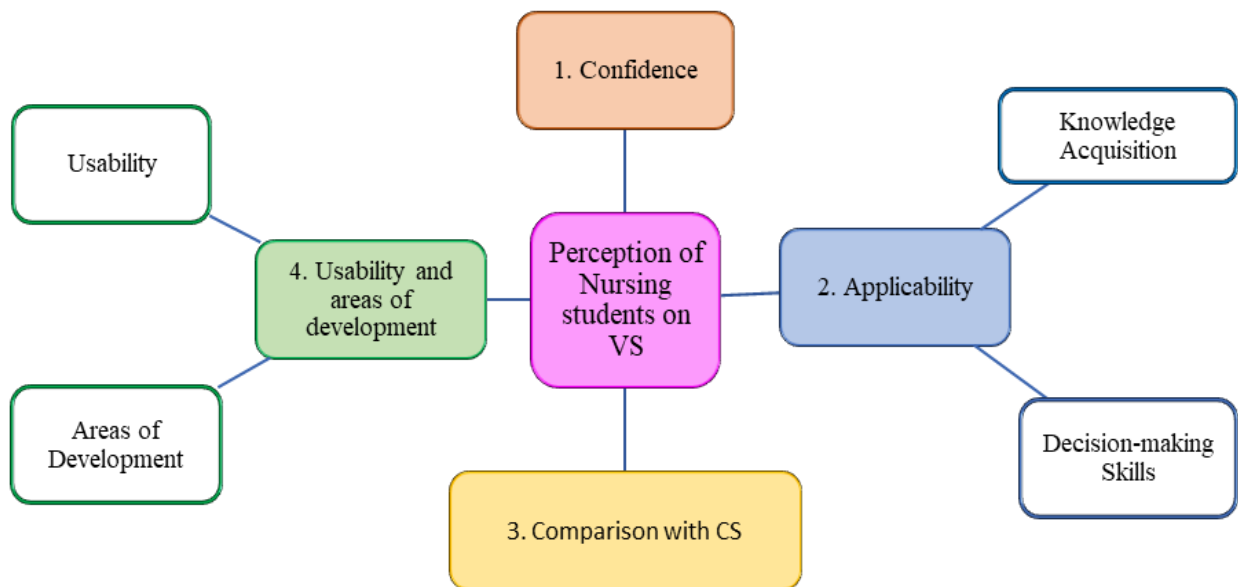 1. Confidence
Knowledge
Acquisition
Usability
Perception of
Nursing
students on
VS
4. Usability and
areas of
development
2. Applicability
Areas of
Development
Decision-making
Skills
3. Comparison with CS